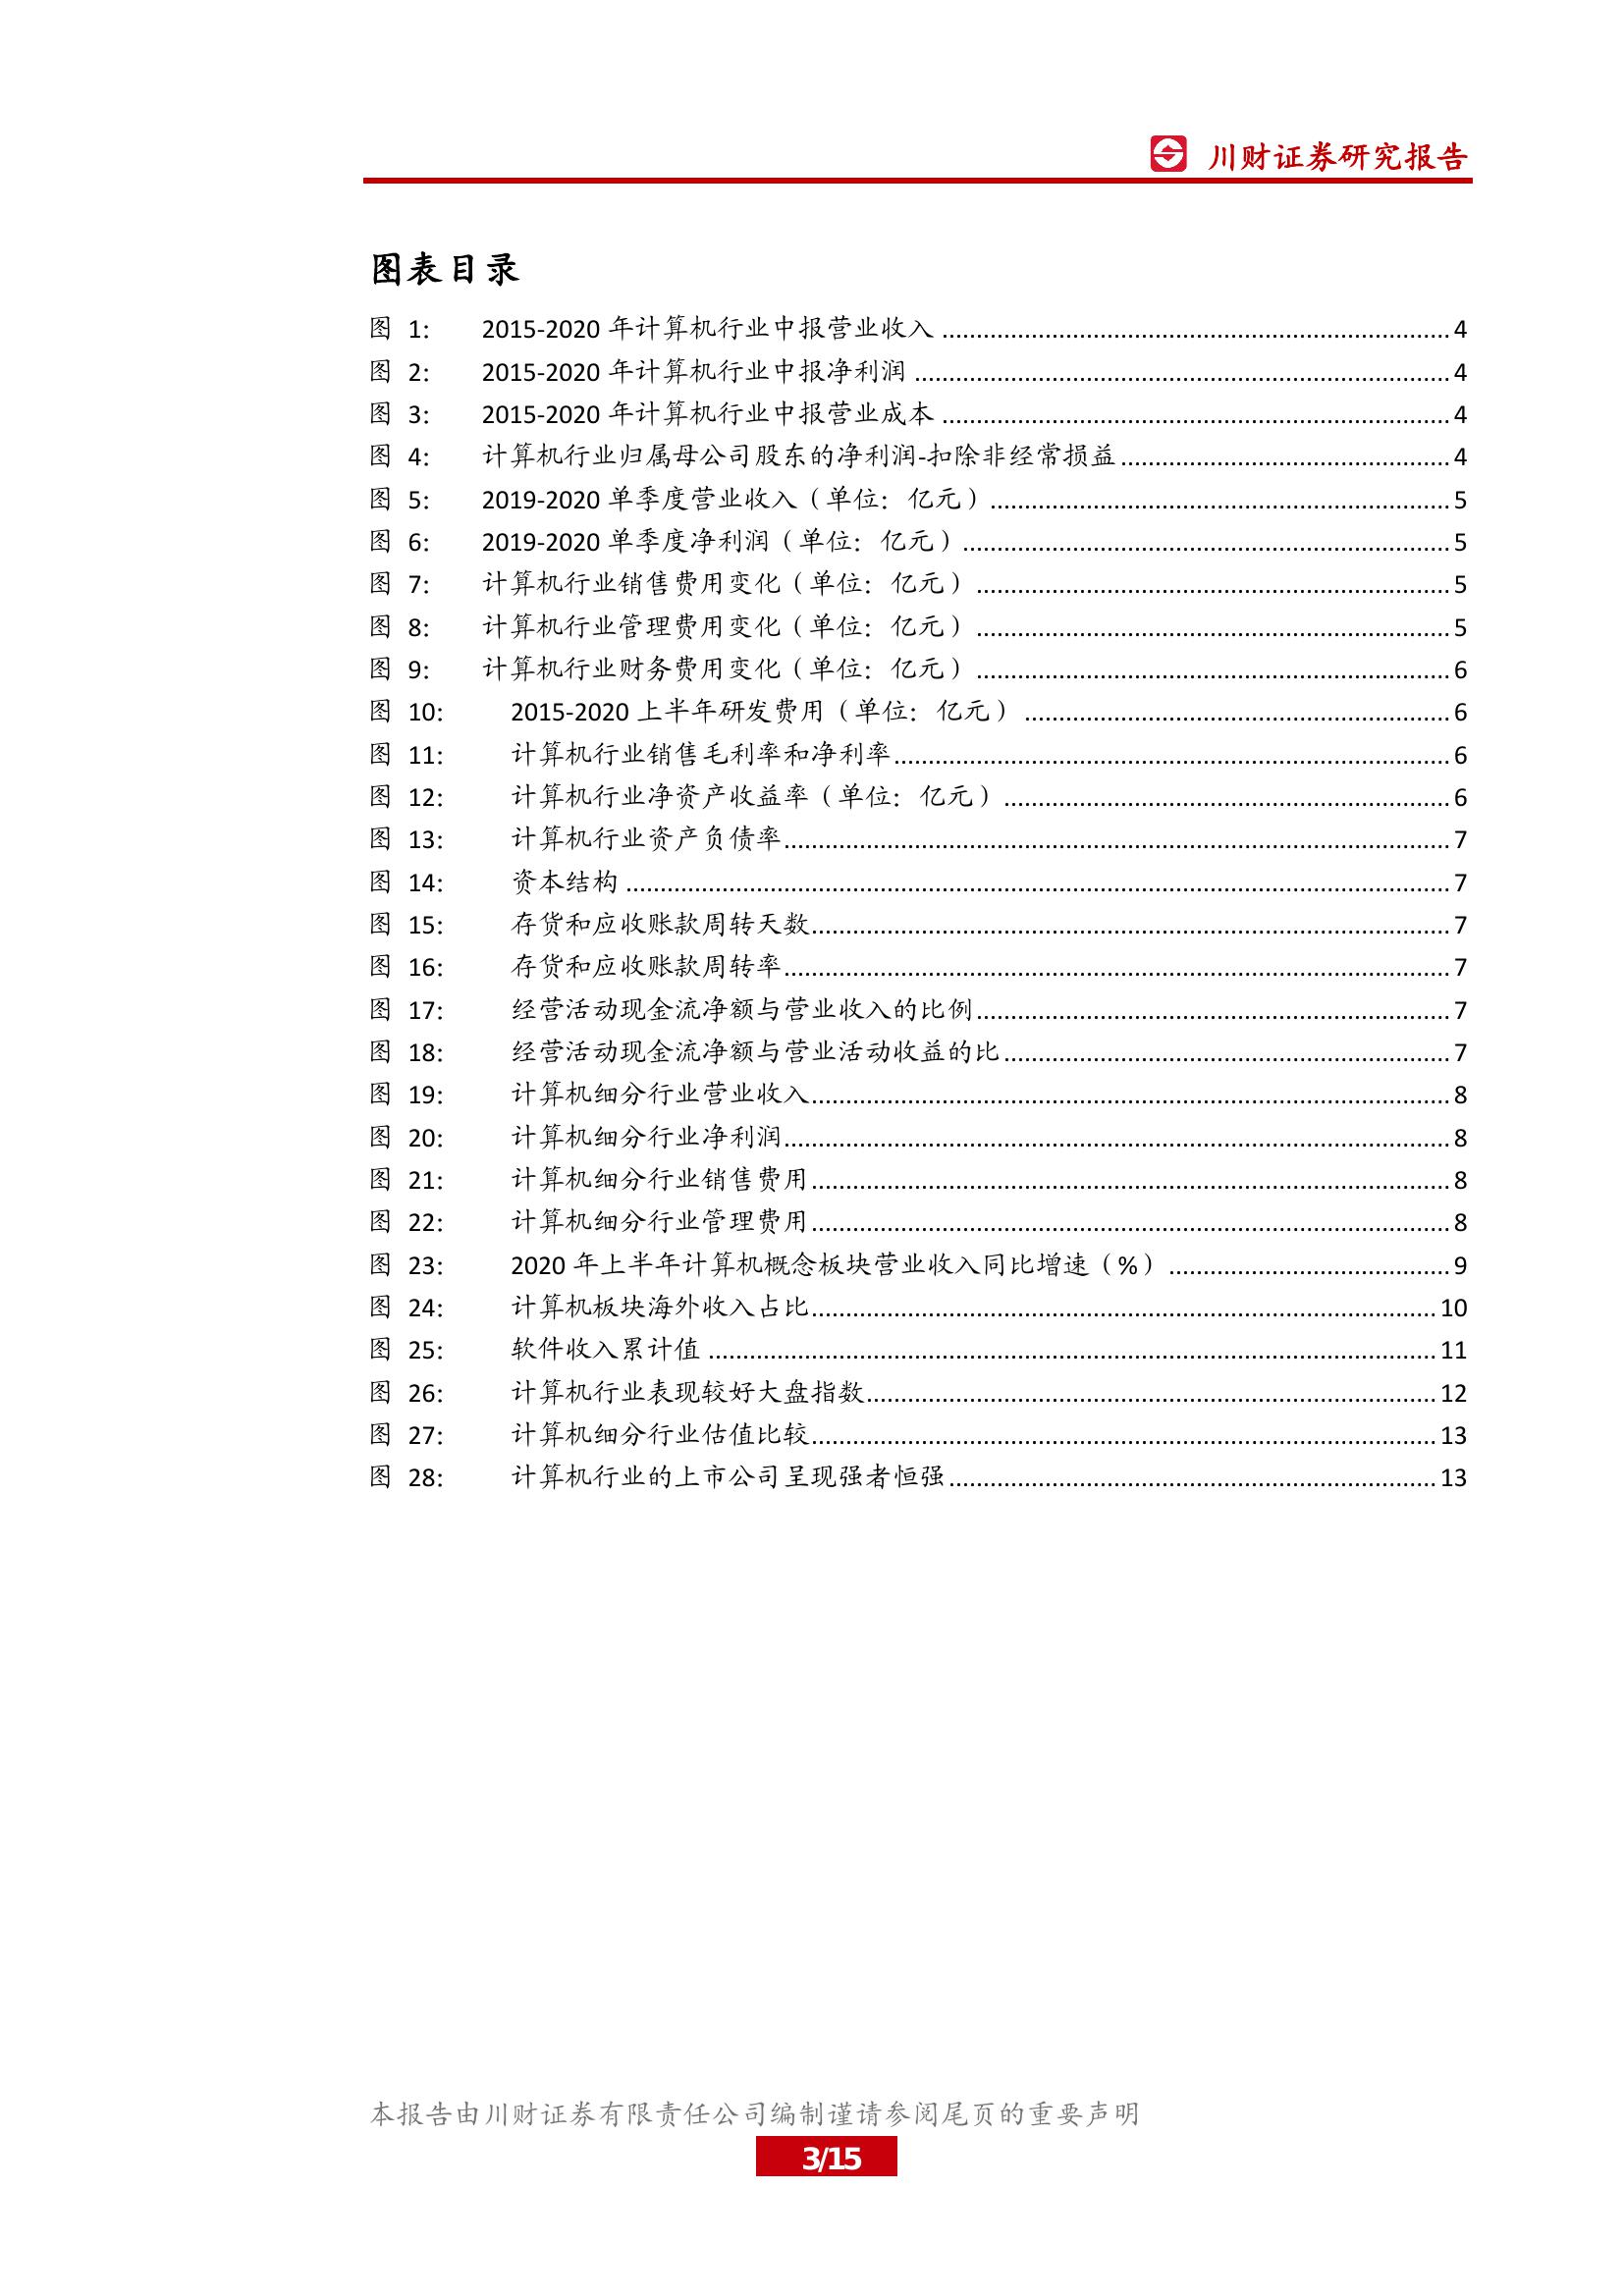 川财证券研究报告
图表目录
图 1: 2015-2020 年计算机行业中报营业收入 4
图 2: 2015-2020 年计算机行业中报净利润 4
图 3: 2015-2020 年计算机行业中报营业成本 4
图 4: 计算机行业归属母公司股东的净利润-扣除非经常损益 4
图 5: 2019-2020 单季度营业收入（单位：亿元） 5
图 6: 2019-2020 单季度净利润（单位：亿元） 5
图 7: 计算机行业销售费用变化（单位：亿元） 5
图 8: 计算机行业管理费用变化（单位：亿元） 5
图 9: 计算机行业财务费用变化（单位：亿元） 6
图 10: 2015-2020 上半年研发费用（单位：亿元） 6
图 11: 计算机行业销售毛利率和净利率 6
图 12: 计算机行业净资产收益率（单位：亿元） 6
图 13: 计算机行业资产负债率 7
图 14: 资本结构 7
图 15: 存货和应收账款周转天数 7
图 16: 存货和应收账款周转率 7
图 17: 经营活动现金流净额与营业收入的比例 7
图 18: 经营活动现金流净额与营业活动收益的比 7
图 19: 计算机细分行业营业收入 8
图 20: 计算机细分行业净利润 8
图 21: 计算机细分行业销售费用 8
图 22: 计算机细分行业管理费用 8
图 23: 2020 年上半年计算机概念板块营业收入同比增速（%） 9
图 24: 计算机板块海外收入占比 10
图 25: 软件收入累计值 11
图 26: 计算机行业表现较好大盘指数 12
图 27: 计算机细分行业估值比较 13
图 28: 计算机行业的上市公司呈现强者恒强 13
本报告由川财证券有限责任公司编制谨请参阅尾页的重要声明
3/15